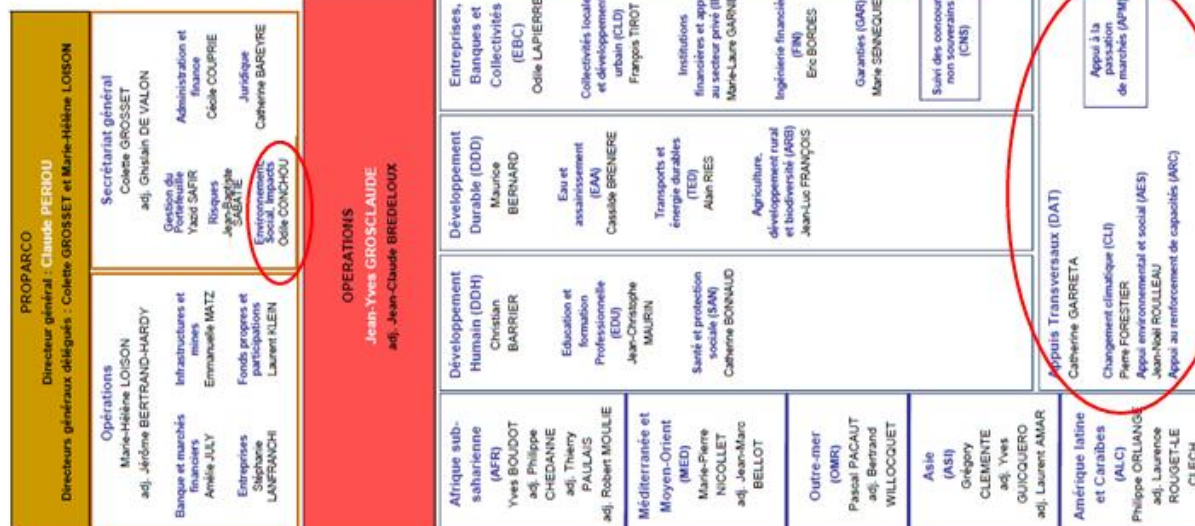 PROPARCO
Directeur général : Claude PERIOU
Directeurs généraux délégués : Colette GROSSET et Marie-Hélène LOISON
Opérations
Marie-Hélène LOISON
adj. Jérôme BERTRAND-HARDY
Banque et marchés
financiers
Amélie JULY
Infrastructures et
mines
Emmanuelle MATZ
Entreprises
Stéphanie
LANFRANCHI
Fonds propres et
participations
Laurent KLEIN
Secrétariat général
Colette GROSSET
adj. Ghislain DE VALON
Gestion du
Portefeuille
Yazid SAFIR
Administration et
finance
Cécile COUPRIE
Risques
Jean-Baptiste
SABATIE
Juridique
Catherine BARBEYRE
Environnement,
Social, Impacts
Odile CONCHOU
OPERATIONS
Jean-Yves GROSCLAUDE
adj. Jean-Claude BREDELOUX
Afrique sub-
saharienne
(AFR)
Yves BOUDOT
adj. Philippe
CHEDANNE
adj. Thierry
PAULAIS
adj. Robert MOULIE
Méditerranée et
Moyen-Orient
(MED)
Marie-Pierre
NICOLLET
adj. Jean-Marc
BELLOT
Outre-mer
(OMR)
Pascal PACAUT
adj. Bertrand
WILLOCQUET
Asie
(ASI)
Grégory
CLEMENTE
adj. Yves
GUICQUERO
adj. Laurent AMAR
Amérique latine
et Caraïbes
(ALC)
Philippe ORLIANGE
adj. Laurence
ROUGET-LE
CLECH
Développement
Humain (DDH)
Christian
BARRIER
Education et
formation
Professionnelle
(EDU)
Jean-Christophe
MAURIN
Santé et protection
sociale (SAN)
Catherine BONNAUD
Développement
Durable (DDD)
Maurice
BERNARD
Eau et
assainissement
(EAA)
Cassilde BRENIERE
Transports et
énergie durables
(TED)
Alain RIES
Agriculture,
développement rural
et biodiversité (ARB)
Jean-Luc FRANÇOIS
Entreprises,
Banques et
Collectivités
(EBC)
Odile LAPIERRE
Collectivités locale
et développemen
urbain (CLD)
François TIROT
Institutions
financières et app
au secteur privé (I
Marie-Laure GARNI
Ingénierie financiè
(FIN)
Eric BORDES
Garanties (GAR)
Marie SENNEQUIE
Suivi des concour
non souverains
(CNS)
Appuis Transversaux (DAT)
Catherine GARRETA
Changement climatique (CLI)
Pierre FORESTIER
Appui environnemental et social (AES)
Jean-Noël ROULLEAU
Appui au renforcement de capacités (ARC)
Appui à la
passation
de marchés (APM)